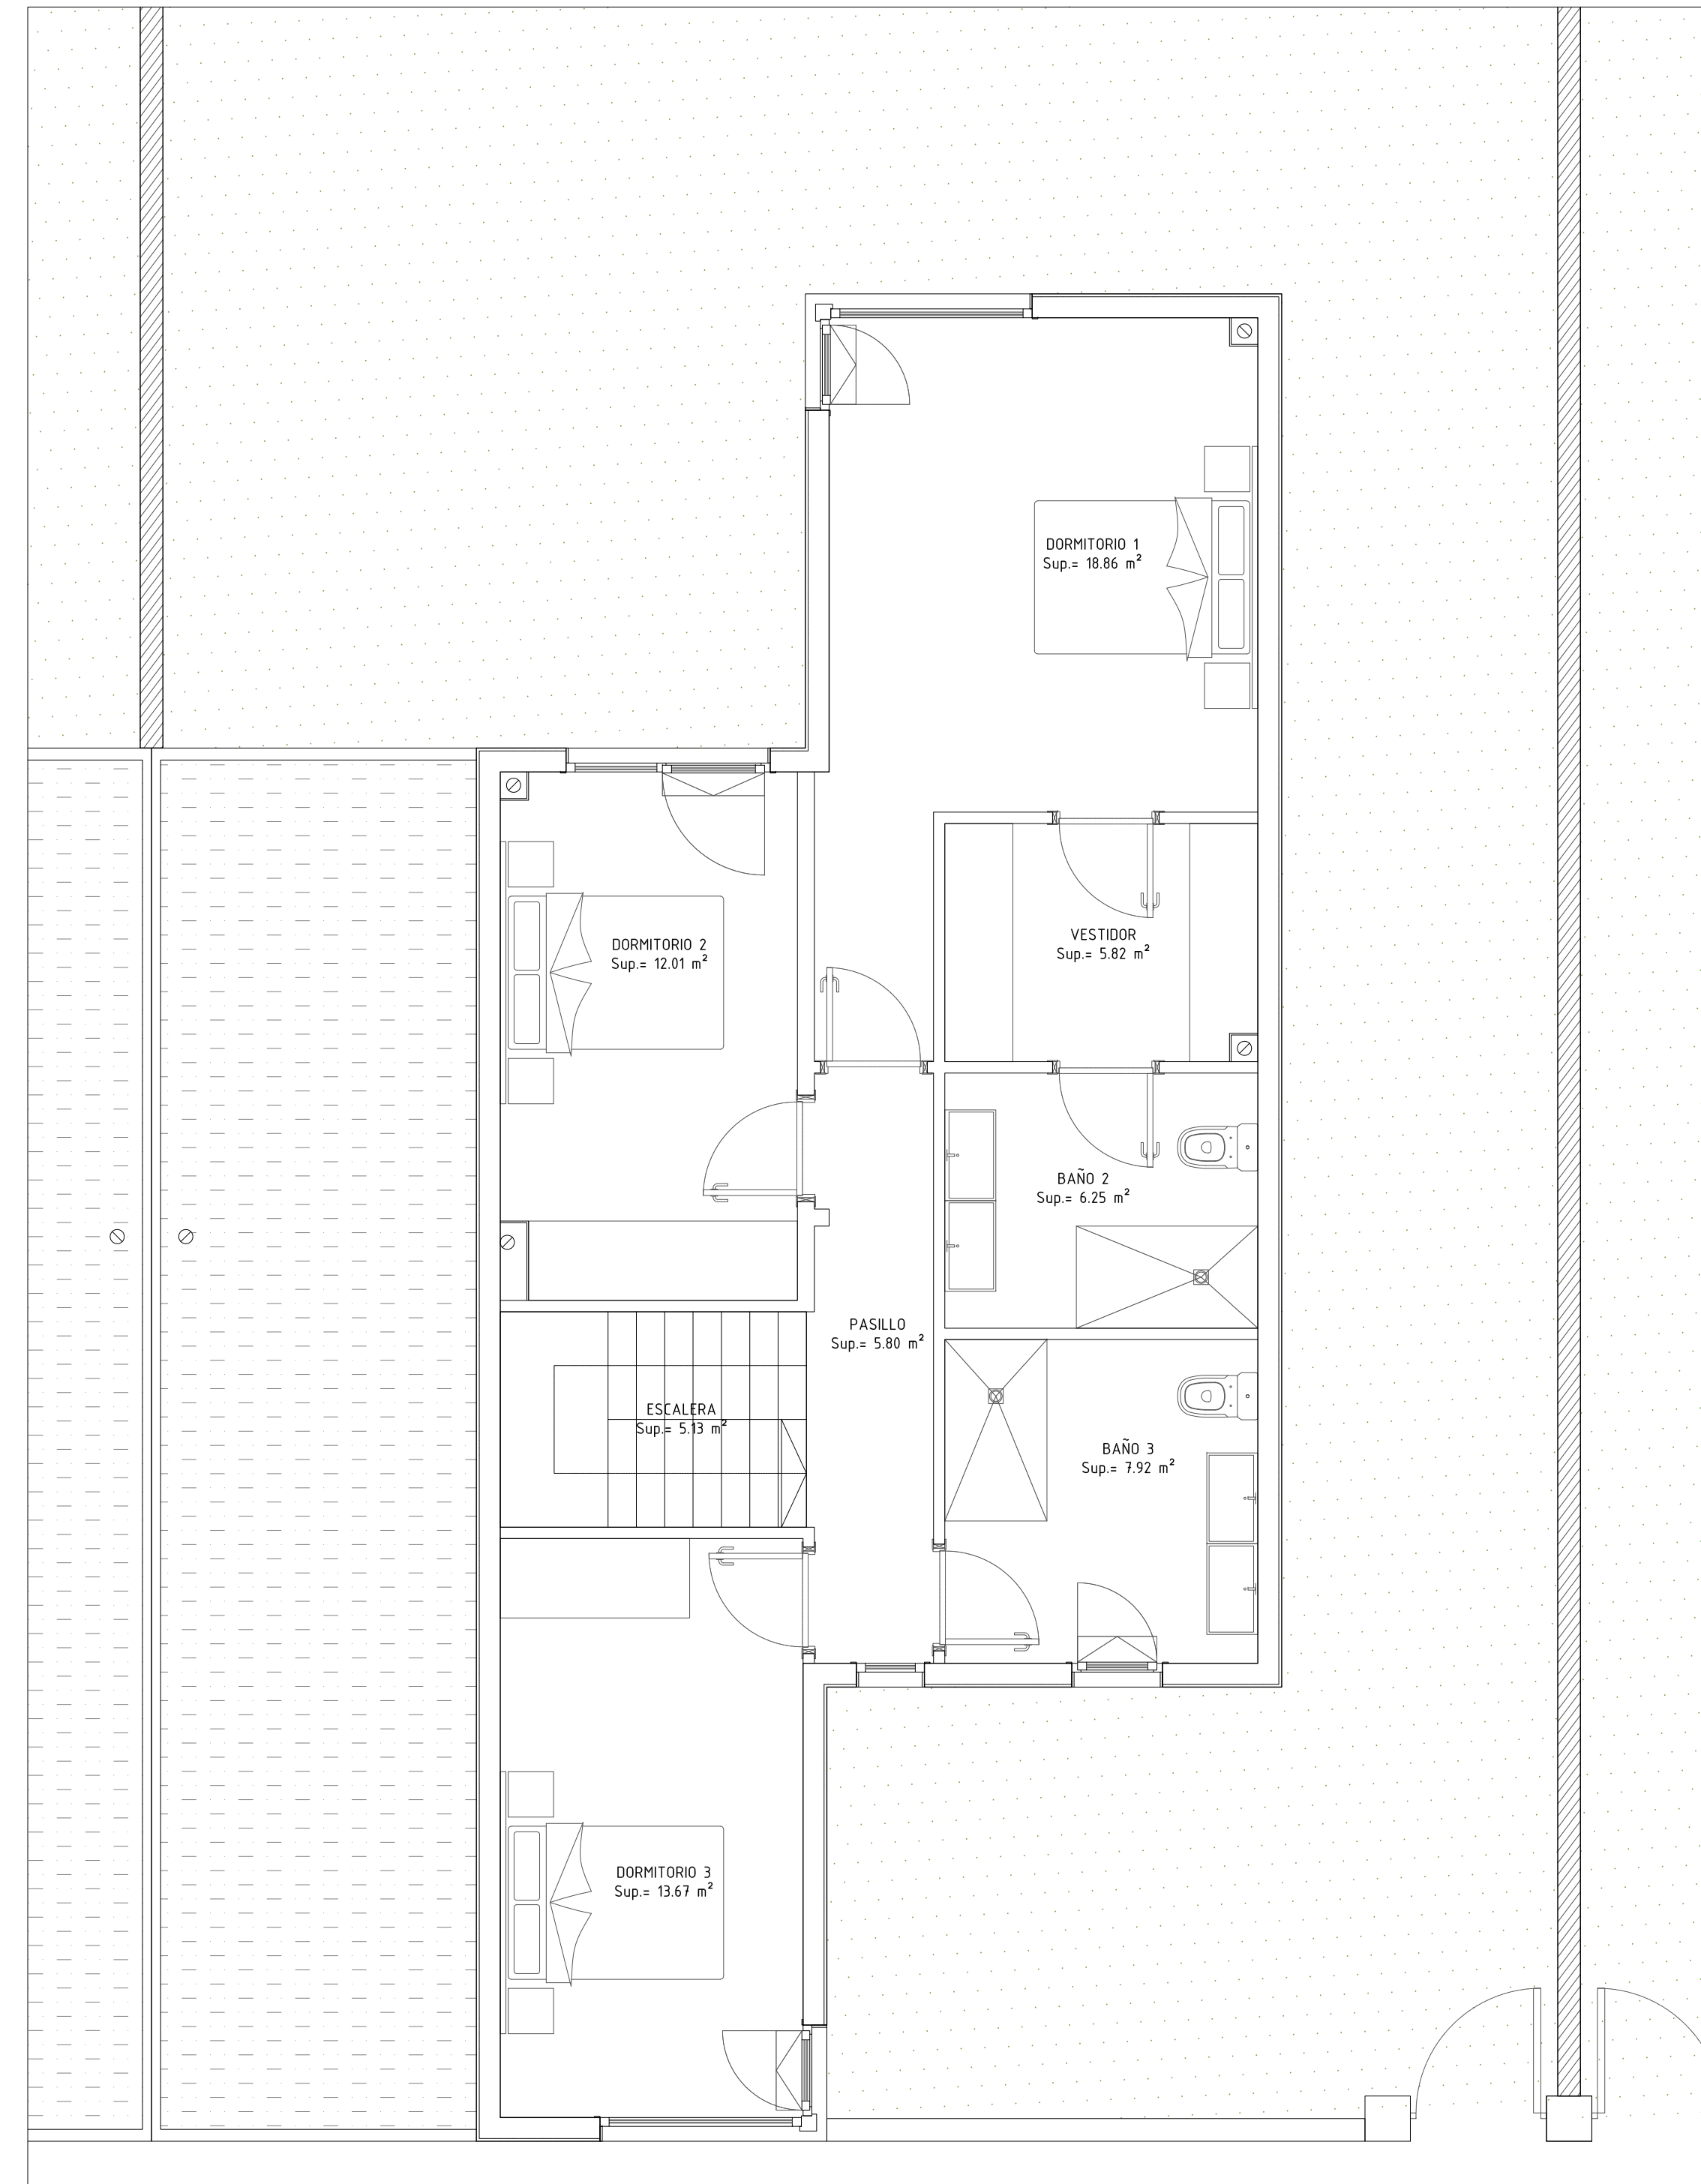 DORMITORIO 1
Sup.= 18.86 m²
DORMITORIO 2
Sup.= 12.01 m²
VESTIDOR
Sup.= 5.82 m²
BAÑO 2
Sup.= 6.25 m²
PASILLO
Sup.= 5.80 m²
ESCALERA
Sup.= 5.13 m²
BAÑO 3
Sup.= 7.92 m²
DORMITORIO 3
Sup.= 13.67 m²